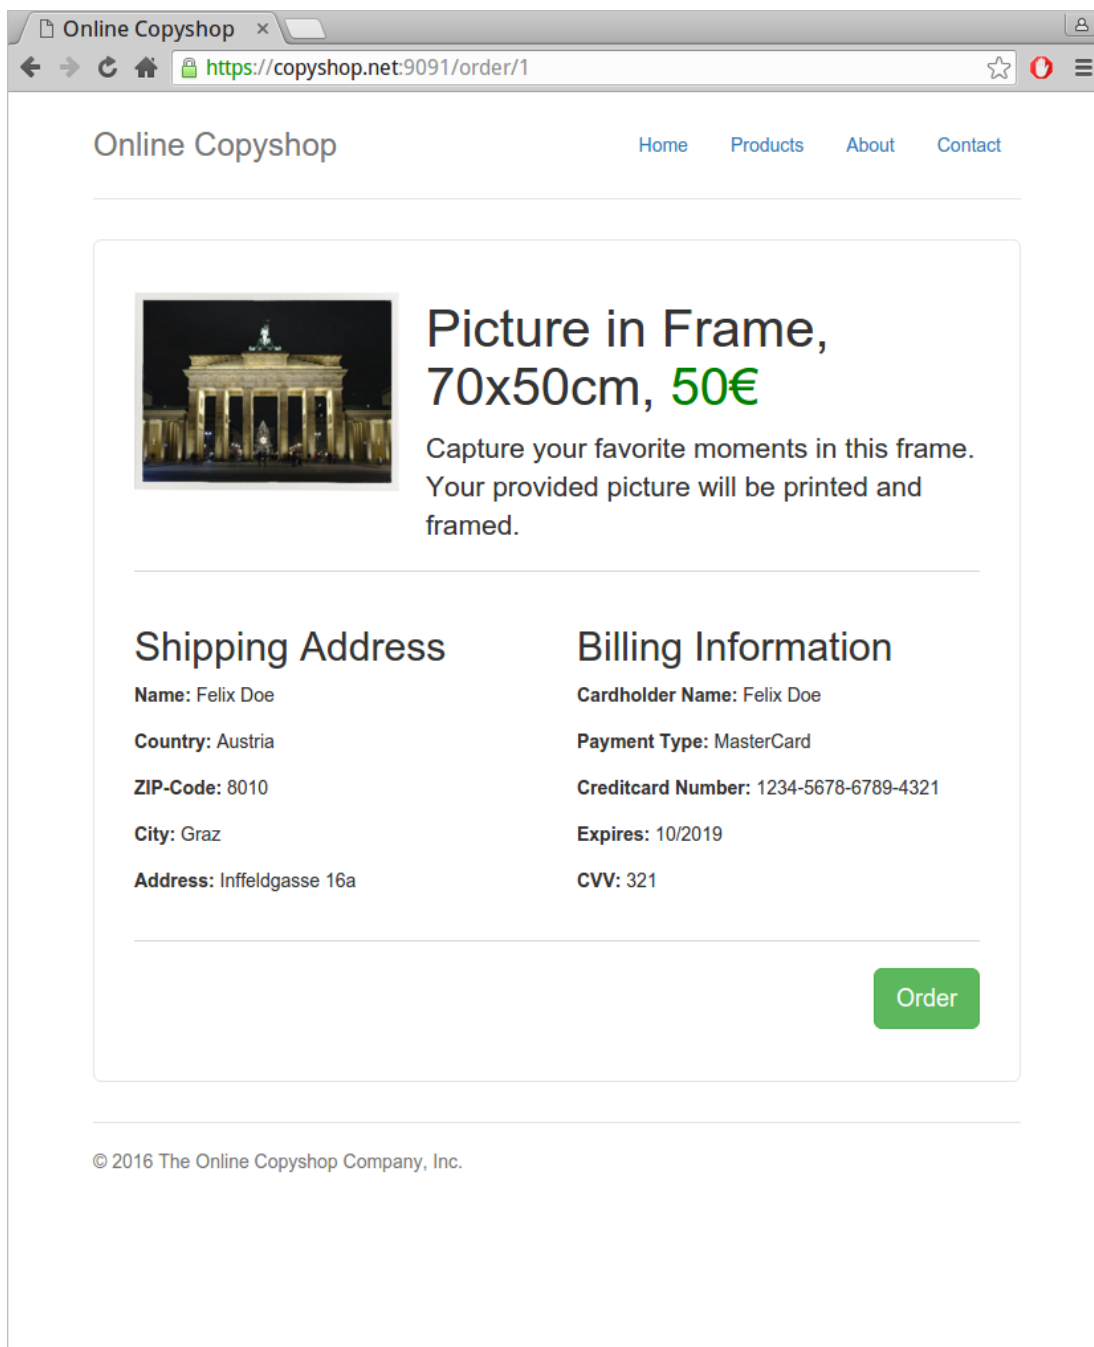 Online Copyshop
https://copyshop.net:9091/order/1
Online Copyshop Home Products About Contact
Picture in Frame,
70x50cm, 50€
Capture your favorite moments in this frame.
Your provided picture will be printed and
framed.
Shipping Address
Name: Felix Doe
Country: Austria
ZIP-Code: 8010
City: Graz
Address: Inffeldgasse 16a
Billing Information
Cardholder Name: Felix Doe
Payment Type: MasterCard
Creditcard Number: 1234-5678-6789-4321
Expires: 10/2019
CVV: 321
Order
© 2016 The Online Copyshop Company, Inc.